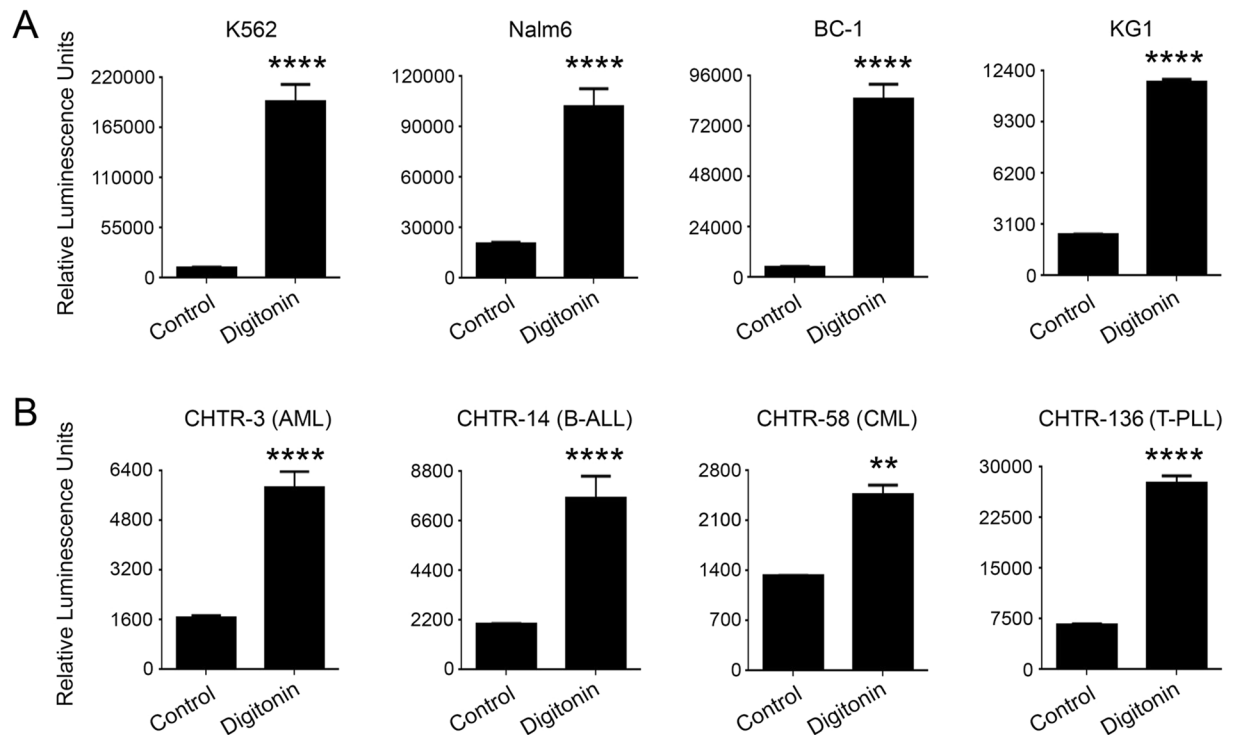 A
K562
Nalm6
BC-1
KG1
Relative Luminescence Units
****
****
****
****
220000
165000
110000
55000
0
120000
90000
60000
30000
0
96000
72000
48000
24000
0
12400
9300
6200
3100
0
Control
Digitonin
Control
Digitonin
Control
Digitonin
Control
Digitonin
B
CHTR-3 (AML)
CHTR-14 (B-ALL)
CHTR-58 (CML)
CHTR-136 (T-PLL)
Relative Luminescence Units
****
****
**
****
6400
4800
3200
1600
0
8800
6600
4400
2200
0
2800
2100
1400
700
0
30000
22500
15000
7500
0
Control
Digitonin
Control
Digitonin
Control
Digitonin
Control
Digitonin